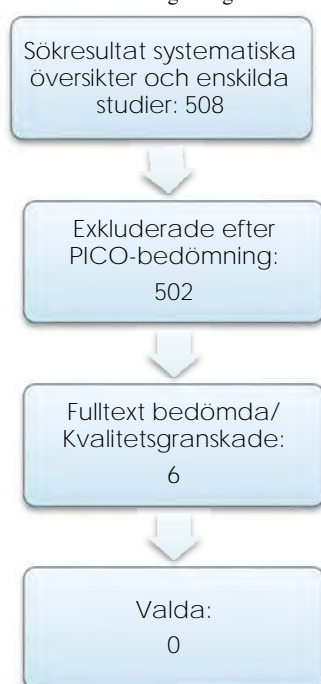 Sökresultat systematiska
översikter och enskilda
studier: 508
Exkluderade efter
PICO-bedömning:
502
Fulltext bedömda/
Kvalitetsgranskade:
6
Valda:
0